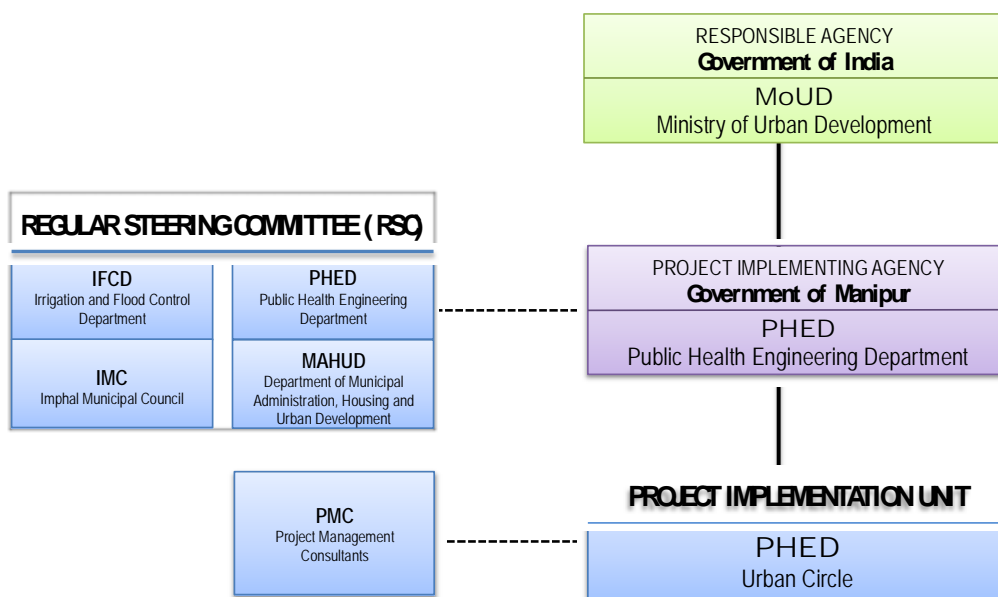 RESPONSIBLE AGENCY
Government of India
MoUD
Ministry of Urban Development
REGULAR STEERING COMMITTEE ( RSC)
IFCD
Irrigation and Flood Control
Department
PHED
Public Health Engineering
Department
IMC
Imphal Municipal Council
MAHUD
Department of Municipal
Administration, Housing and
Urban Development
PROJECT IMPLEMENTING AGENCY
Government of Manipur
PHED
Public Health Engineering Department
PMC
Project Management
Consultants
PROJECT IMPLEMENTATION UNIT
PHED
Urban Circle